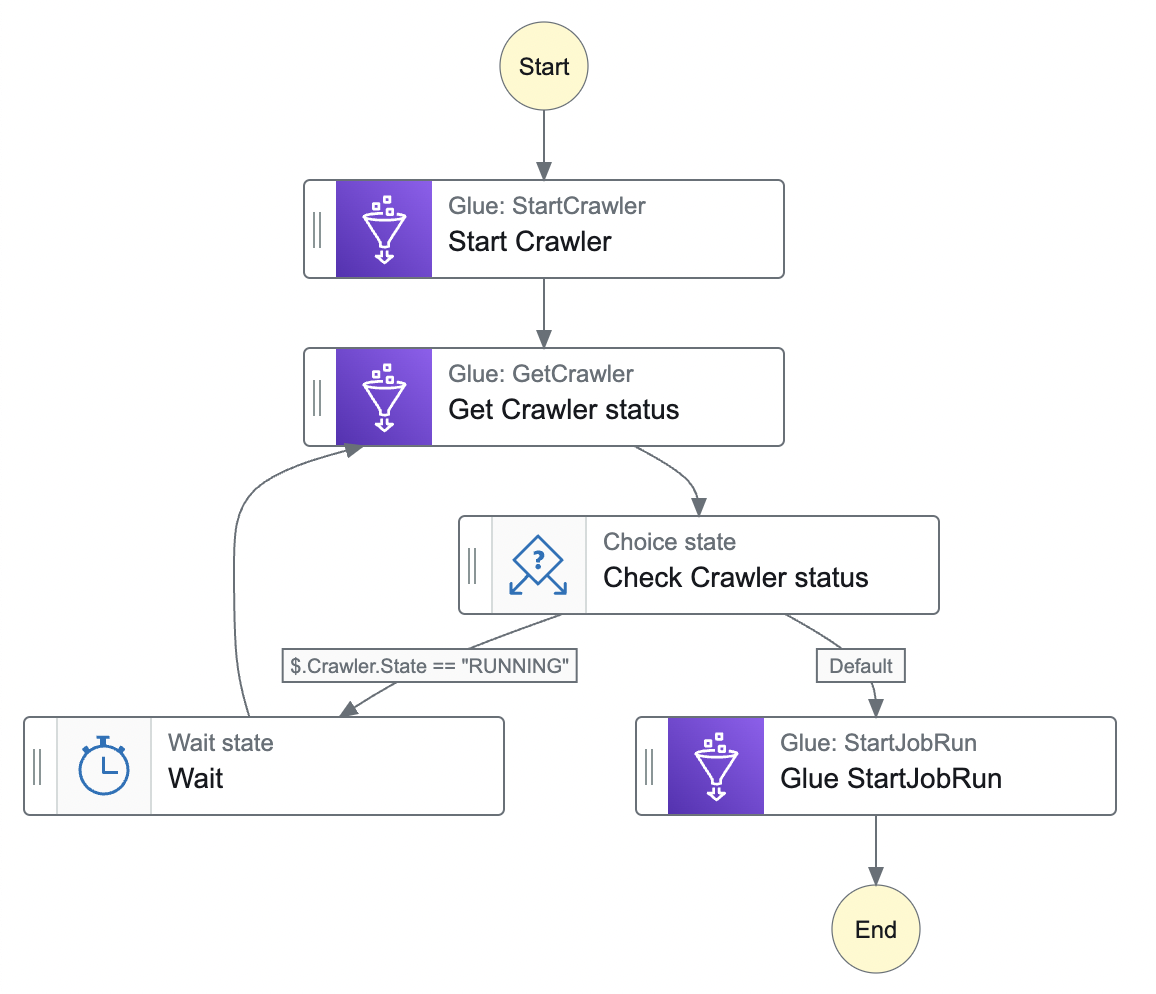 Start
Glue: StartCrawler
Start Crawler
Glue: GetCrawler
Get Crawler status
Choice state
Check Crawler status
$.Crawler.State == "RUNNING"
Default
Wait state
Wait
Glue: StartJobRun
Glue StartJobRun
End